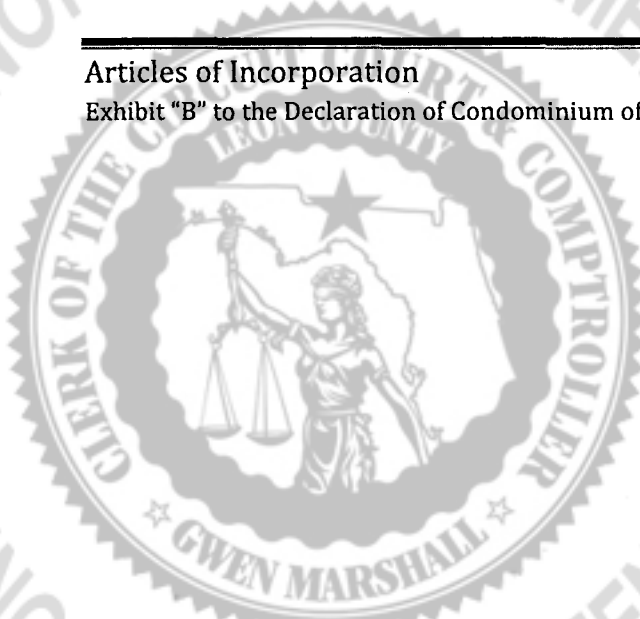 Articles of Incorporation
Exhibit “B” to the Declaration of Condominium of
CLERK OF THE CIRCUIT COURT & COMPTROLLER
LEON COUNTY
GWEN MARSHALL